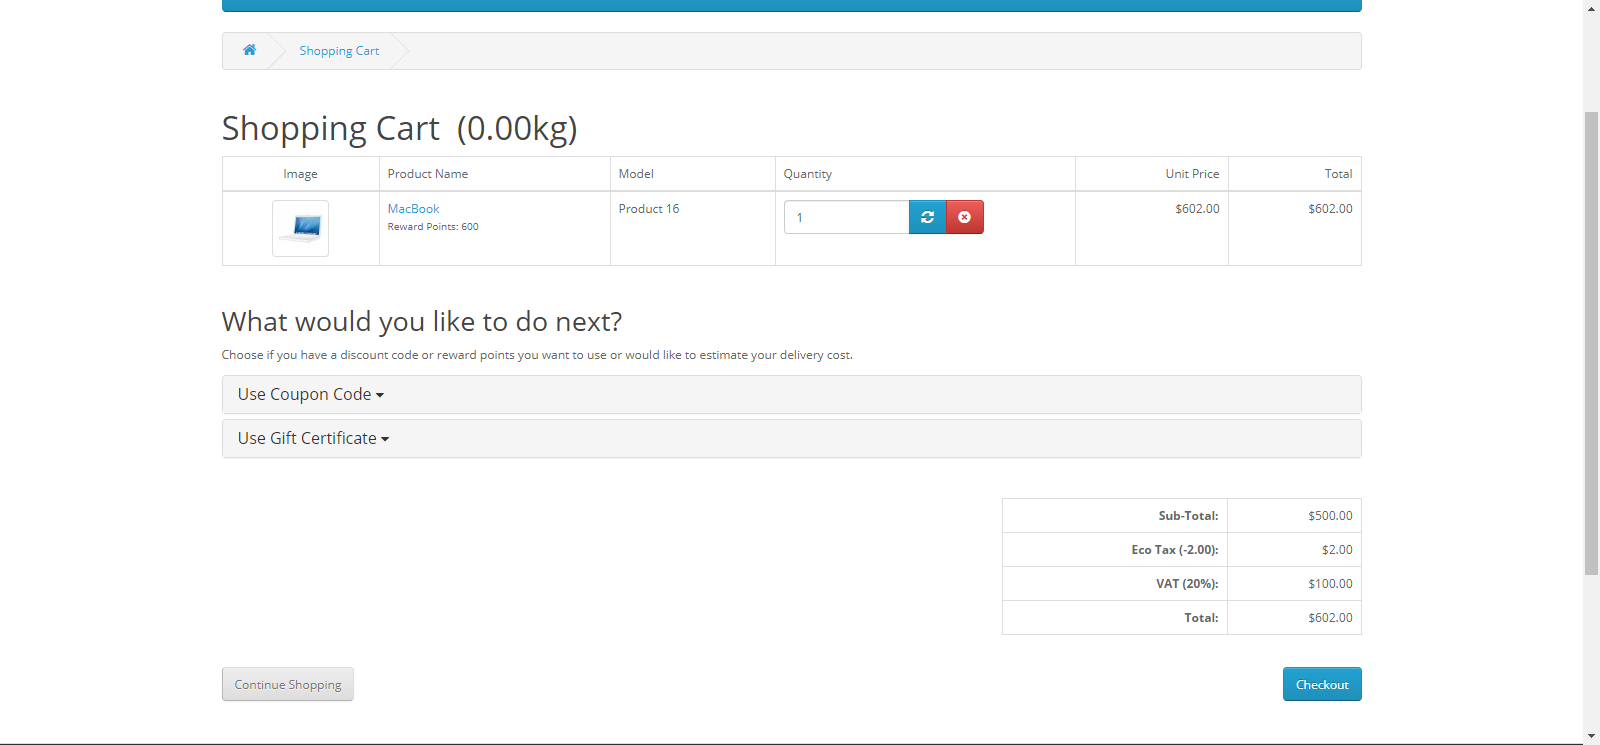 Shopping Cart
Shopping Cart (0.00kg)
Image Product Name Model Quantity Unit Price Total
MacBook Product 16 1 $602.00 $602.00
Reward Points: 600
What would you like to do next?
Choose if you have a discount code or reward points you want to use or would like to estimate your delivery cost.
Use Coupon Code
Use Gift Certificate
Sub-Total: $500.00
Eco Tax (-2.00): $2.00
VAT (20%): $100.00
Total: $602.00
Continue Shopping Checkout